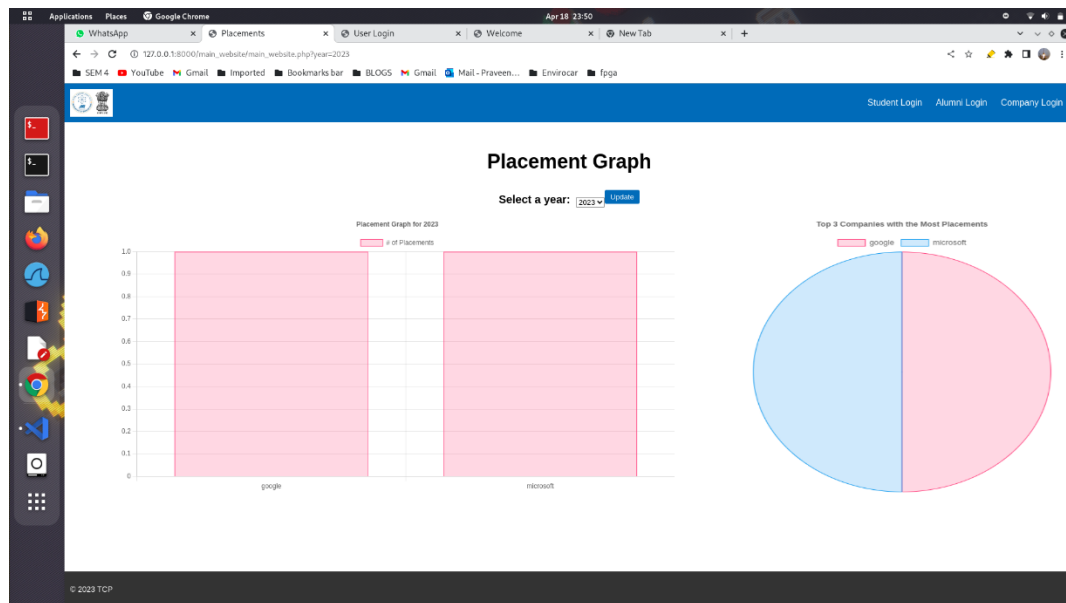 Applications Places Google Chrome Apr 18 23:50
WhatsApp Placements User Login Welcome New Tab
127.0.0.1:8000/main_website/main_website.php?year=2023
SEM 4 YouTube Gmail Imported Bookmarks bar BLOGS Gmail Mail - Praveen... Envirocar fpga
Student Login Alumni Login Company Login
Placement Graph
Select a year: 2023 Update
Placement Graph for 2023
# of Placements
1.0
0.9
0.8
0.7
0.6
0.5
0.4
0.3
0.2
0.1
0
google microsoft
Top 3 Companies with the Most Placements
google microsoft
© 2023 TCP